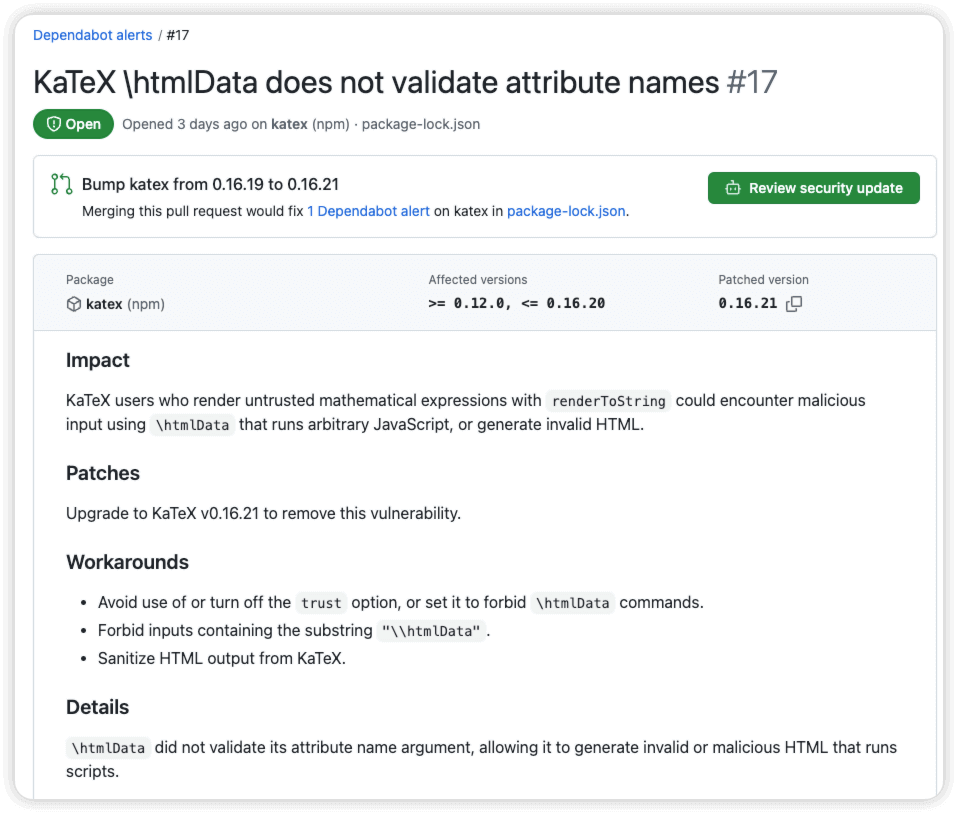 Dependabot alerts / #17
KaTeX \htmlData does not validate attribute names #17
Open Opened 3 days ago on katex (npm) · package-lock.json
Bump katex from 0.16.19 to 0.16.21
Merging this pull request would fix 1 Dependabot alert on katex in package-lock.json.
Review security update
Package Affected versions Patched version
katex (npm) >= 0.12.0, <= 0.16.20 0.16.21
Impact
KaTeX users who render untrusted mathematical expressions with renderToString could encounter malicious
input using \htmlData that runs arbitrary JavaScript, or generate invalid HTML.
Patches
Upgrade to KaTeX v0.16.21 to remove this vulnerability.
Workarounds
• Avoid use of or turn off the trust option, or set it to forbid \htmlData commands.
• Forbid inputs containing the substring "\\htmlData".
• Sanitize HTML output from KaTeX.
Details
\htmlData did not validate its attribute name argument, allowing it to generate invalid or malicious HTML that runs
scripts.